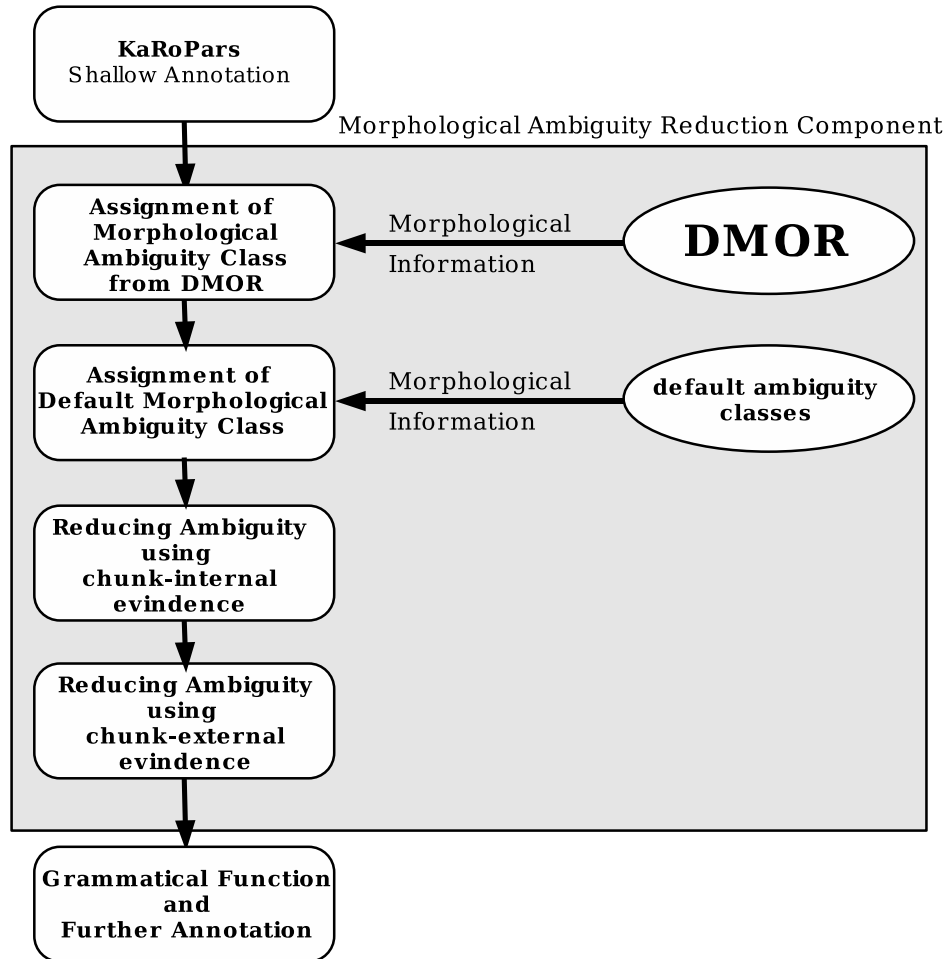 KaRoPars
Shallow Annotation
Morphological Ambiguity Reduction Component
Assignment of
Morphological
Ambiguity Class
from DMOR
Morphological
Information
DMOR
Assignment of
Default Morphological
Ambiguity Class
Morphological
Information
default ambiguity
classes
Reducing Ambiguity
using
chunk-internal
evindence
Reducing Ambiguity
using
chunk-external
evindence
Grammatical Function
and
Further Annotation